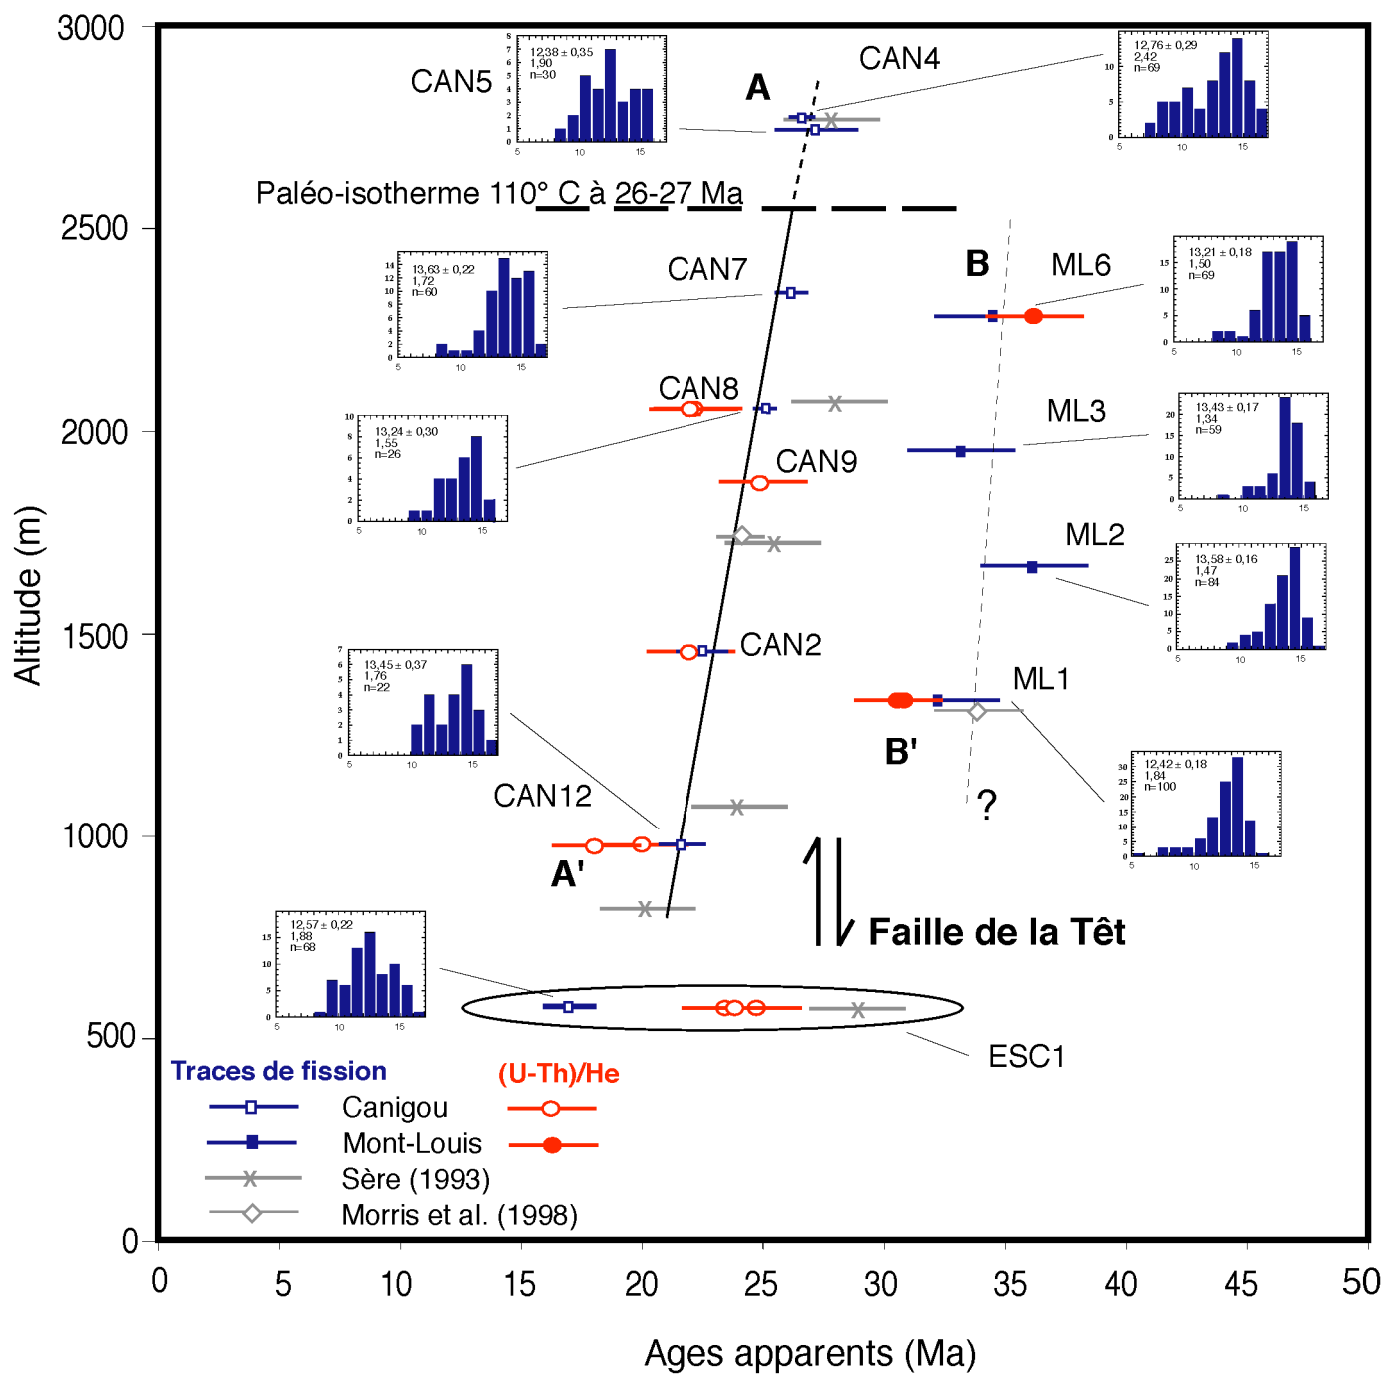 3000
2500
2000
1500
1000
500
0
Altitude (m)
0
5
10
15
20
25
30
35
40
45
50
Ages apparents (Ma)
CAN5
12,38 ± 0,35
1,90
n=30
A
CAN4
12,76 ± 0,29
2,42
n=69
Paléo-isotherme 110° C à 26-27 Ma
CAN7
13,63 ± 0,22
1,72
n=60
B
ML6
13,21 ± 0,18
1,50
n=69
CAN8
13,24 ± 0,30
1,55
n=26
ML3
13,43 ± 0,17
1,34
n=59
CAN9
ML2
13,58 ± 0,16
1,47
n=84
CAN2
13,45 ± 0,37
1,76
n=22
ML1
B'
12,42 ± 0,18
1,84
n=100
?
CAN12
A'
Faille de la Têt
12,57 ± 0,22
1,88
n=68
ESC1
Traces de fission
(U-Th)/He
Canigou
Mont-Louis
Sère (1993)
Morris et al. (1998)